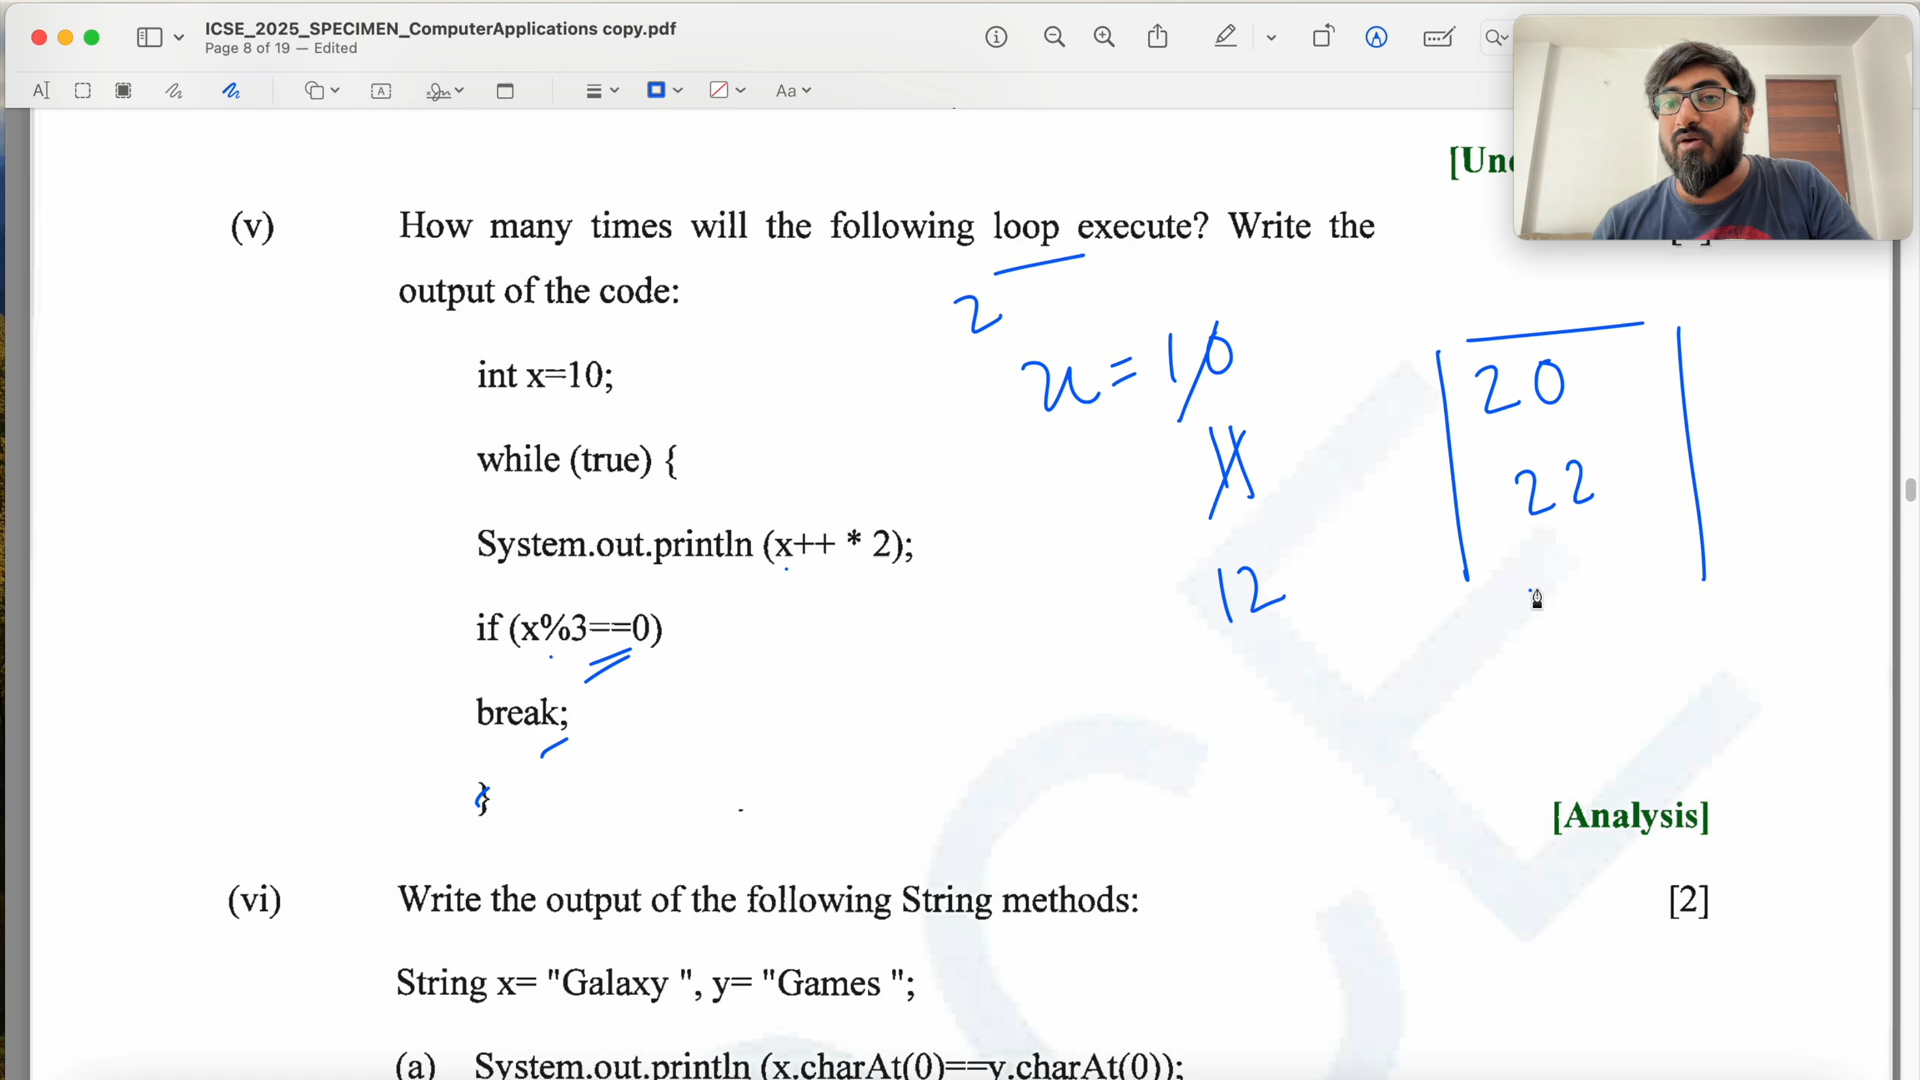 ICSE_2025_SPECIMEN_ComputerApplications copy.pdf
Page 8 of 19 — Edited
Aa
(v) How many times will the following loop execute? Write the
output of the code:
2
int x=10;
x = 10
20
while (true) {
11
22
System.out.println (x++ * 2);
12
if (x%3==0)
break;
}
[Analysis]
(vi) Write the output of the following String methods: [2]
String x= "Galaxy ", y= "Games ";
(a) System.out.println (x.charAt(0)==y.charAt(0));